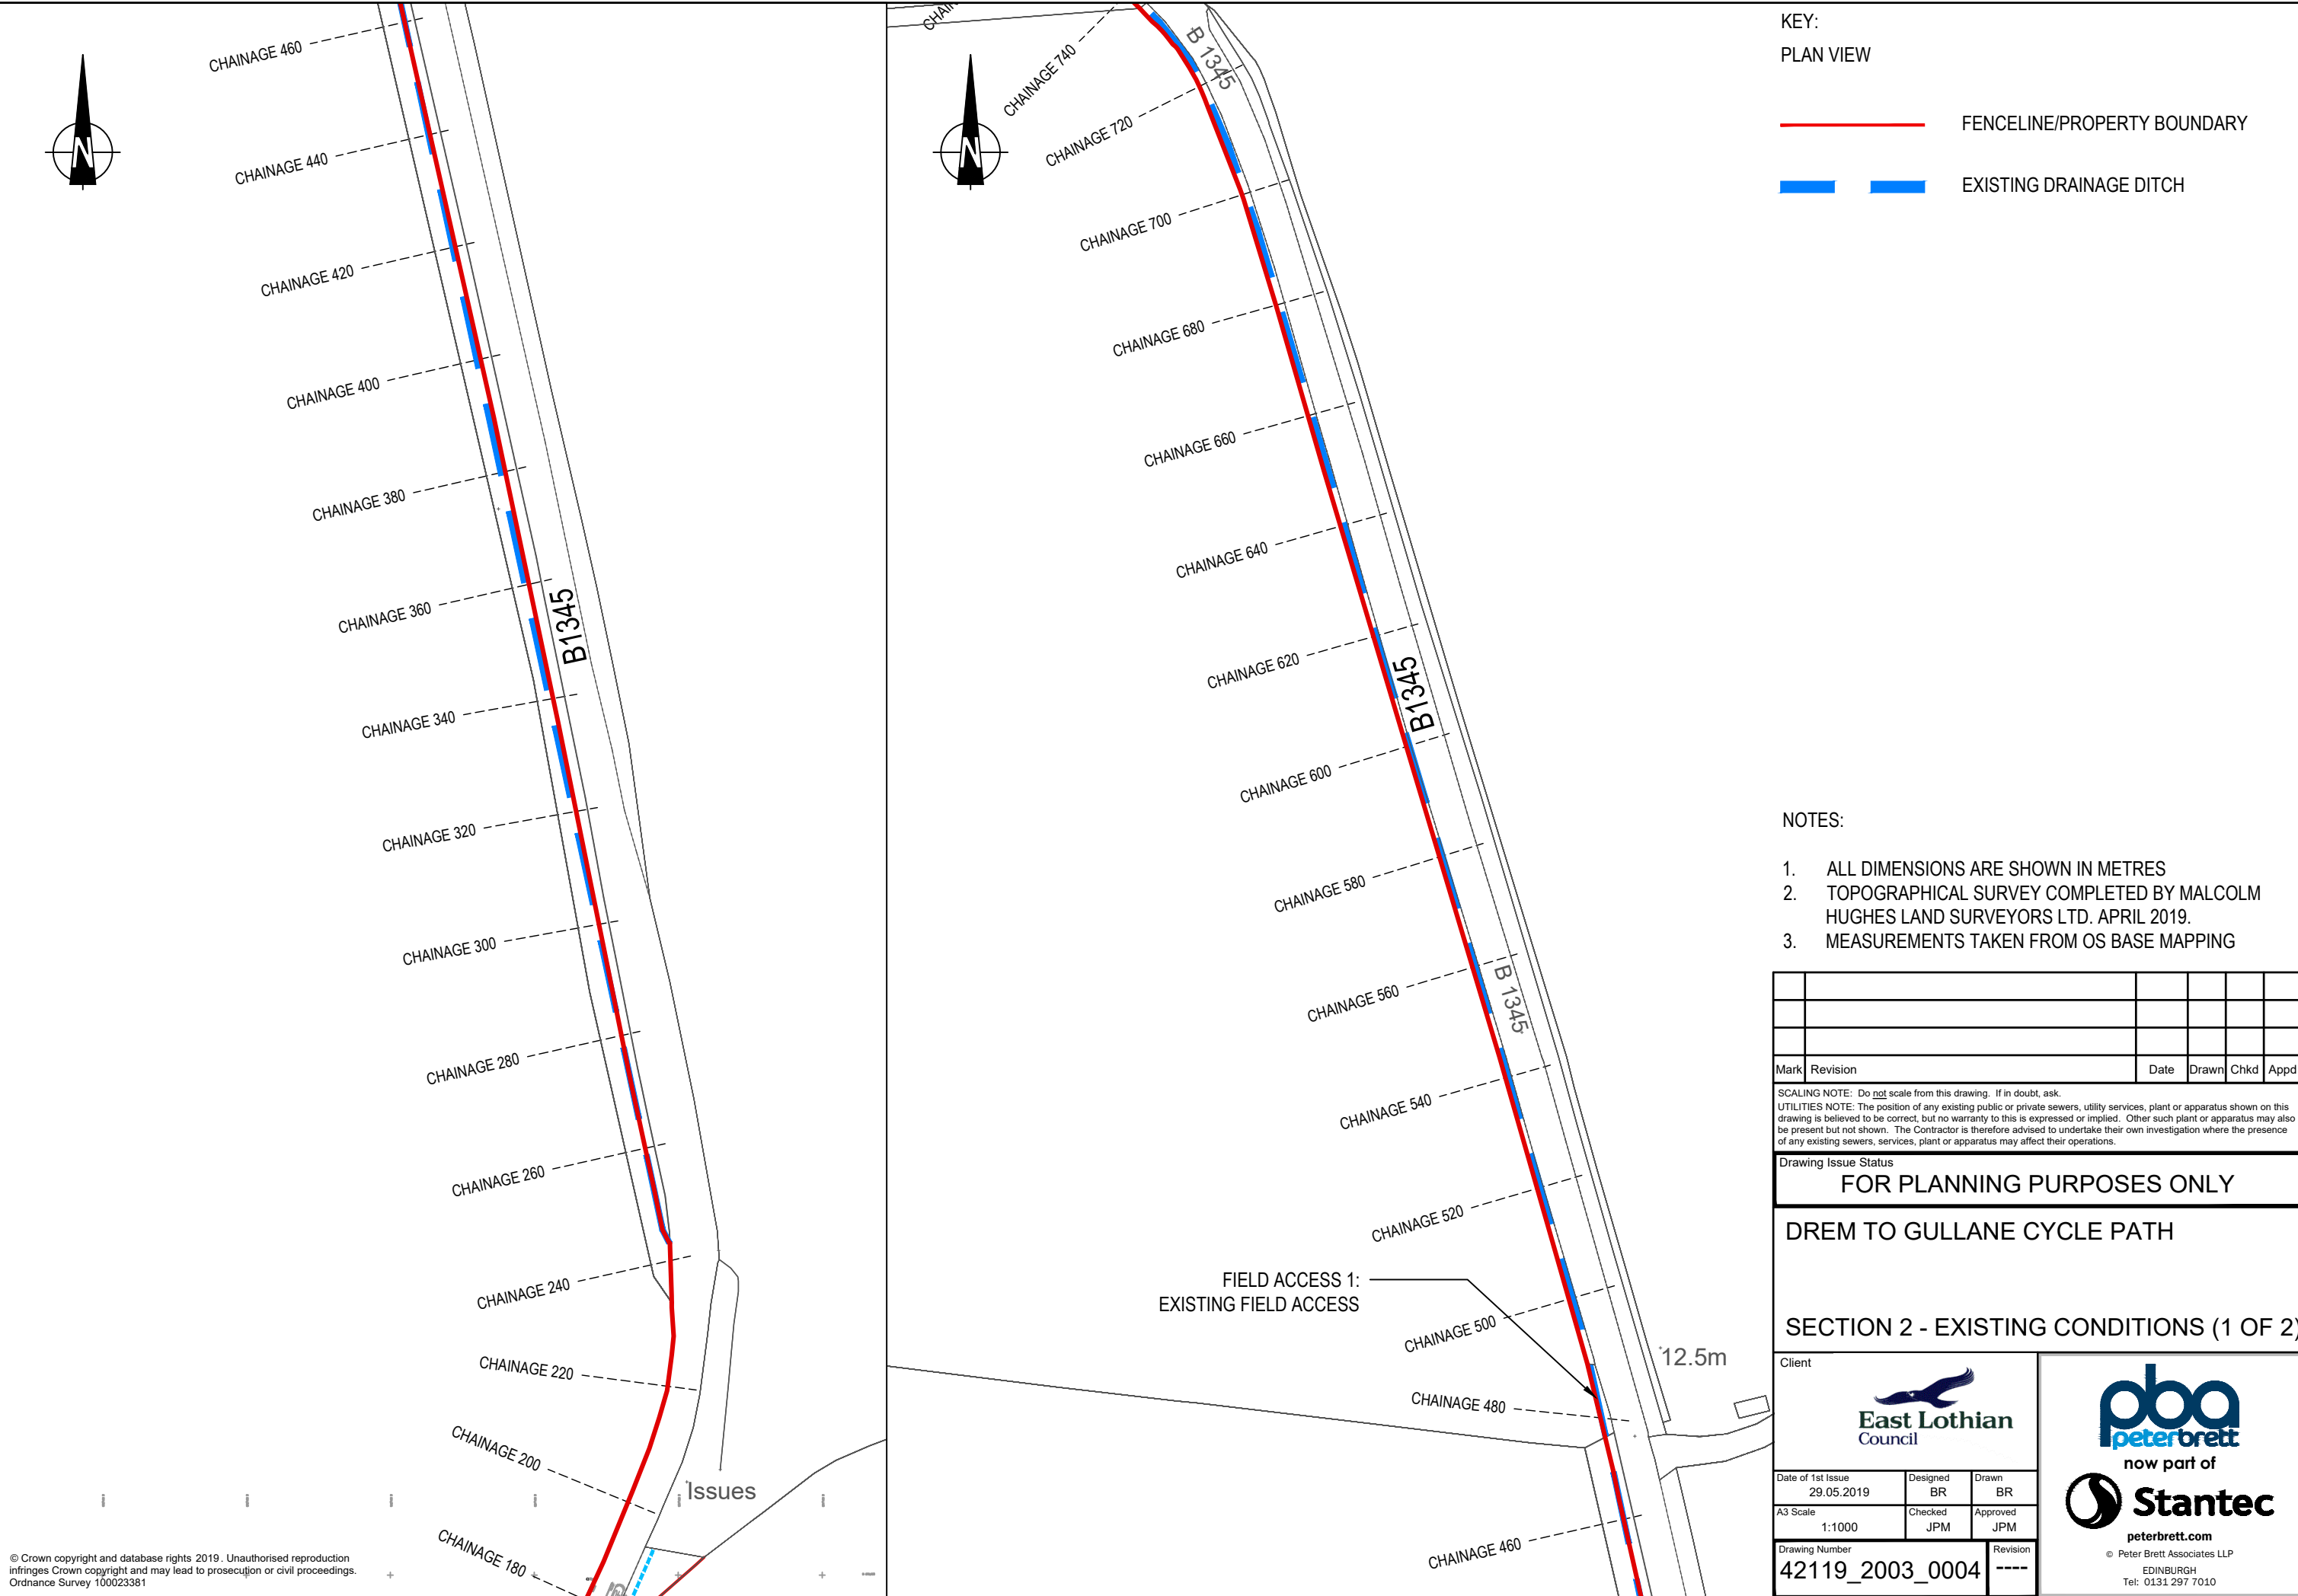 CHAINAGE 460
CHAINAGE 440
CHAINAGE 420
CHAINAGE 400
CHAINAGE 380
CHAINAGE 360
B1345
CHAINAGE 340
CHAINAGE 320
CHAINAGE 300
CHAINAGE 280
CHAINAGE 260
CHAINAGE 240
CHAINAGE 220
CHAINAGE 200
Issues
CHAINAGE 180
N
© Crown copyright and database rights 2019. Unauthorised reproduction
infringes Crown copyright and may lead to prosecution or civil proceedings.
Ordnance Survey 100023381
N
CHAINAGE 740
B 1345
CHAINAGE 720
CHAINAGE 700
CHAINAGE 680
CHAINAGE 660
CHAINAGE 640
CHAINAGE 620
B1345
CHAINAGE 600
CHAINAGE 580
CHAINAGE 560
B 1345
CHAINAGE 540
CHAINAGE 520
FIELD ACCESS 1:
EXISTING FIELD ACCESS
CHAINAGE 500
12.5m
CHAINAGE 480
CHAINAGE 460
KEY:
PLAN VIEW
FENCELINE/PROPERTY BOUNDARY
EXISTING DRAINAGE DITCH
NOTES:
1. ALL DIMENSIONS ARE SHOWN IN METRES
2. TOPOGRAPHICAL SURVEY COMPLETED BY MALCOLM
HUGHES LAND SURVEYORS LTD. APRIL 2019.
3. MEASUREMENTS TAKEN FROM OS BASE MAPPING
Mark Revision Date Drawn Chkd Appd
SCALING NOTE: Do not scale from this drawing. If in doubt, ask.
UTILITIES NOTE: The position of any existing public or private sewers, utility services, plant or apparatus shown on this
drawing is believed to be correct, but no warranty to this is expressed or implied. Other such plant or apparatus may also
be present but not shown. The Contractor is therefore advised to undertake their own investigation where the presence
of any existing sewers, services, plant or apparatus may affect their operations.
Drawing Issue Status
FOR PLANNING PURPOSES ONLY
DREM TO GULLANE CYCLE PATH
SECTION 2 - EXISTING CONDITIONS (1 OF 2)
Client
East Lothian
Council
Date of 1st Issue Designed Drawn
29.05.2019 BR BR
A3 Scale Checked Approved
1:1000 JPM JPM
Drawing Number Revision
42119_2003_0004 ----
pba
peterbrett
now part of
Stantec
peterbrett.com
© Peter Brett Associates LLP
EDINBURGH
Tel: 0131 297 7010